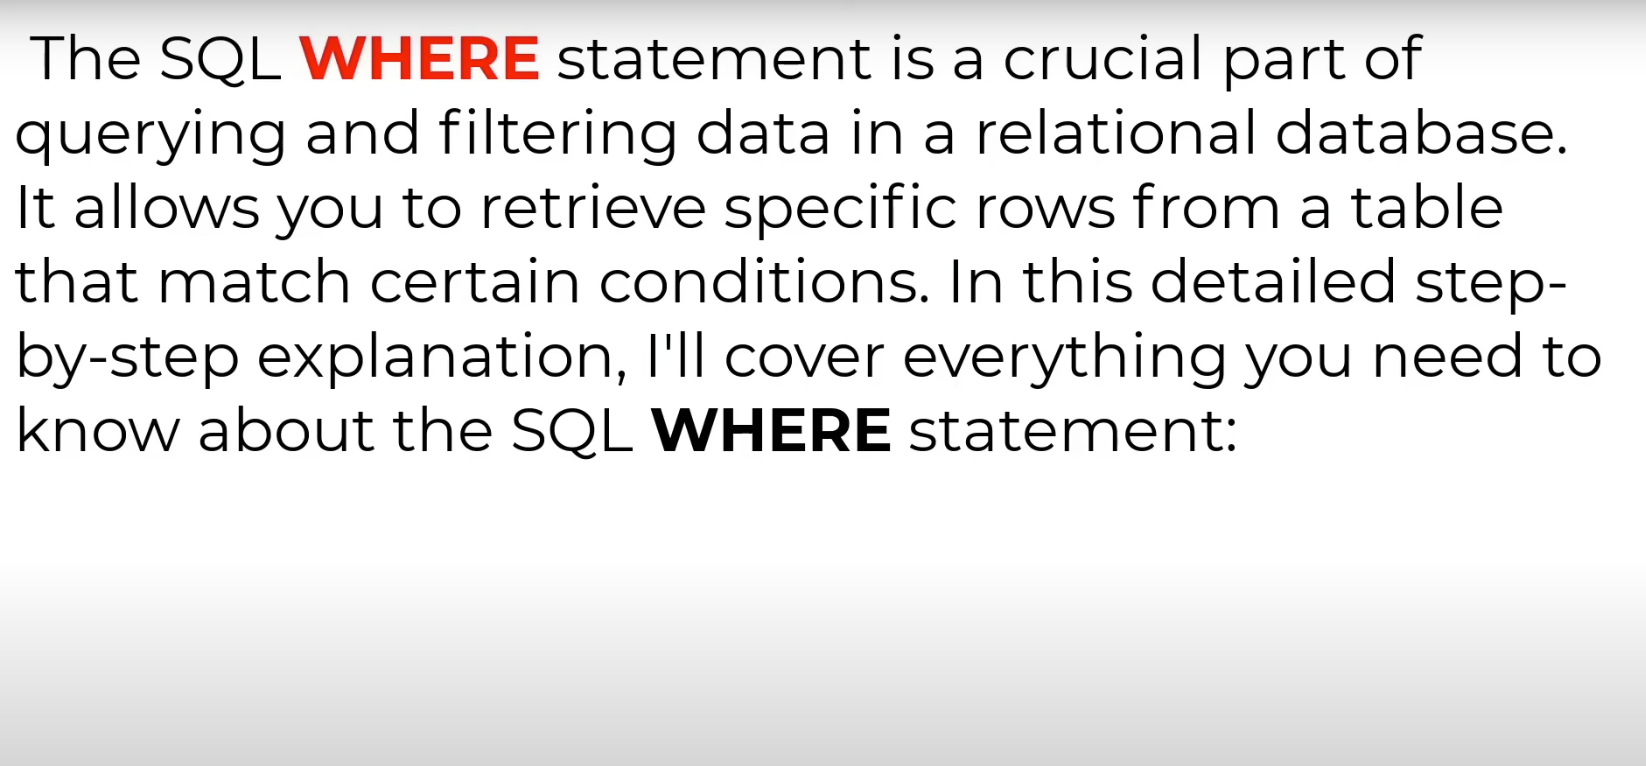 The SQL WHERE statement is a crucial part of
querying and filtering data in a relational database.
It allows you to retrieve specific rows from a table
that match certain conditions. In this detailed step-
by-step explanation, I'll cover everything you need to
know about the SQL WHERE statement: